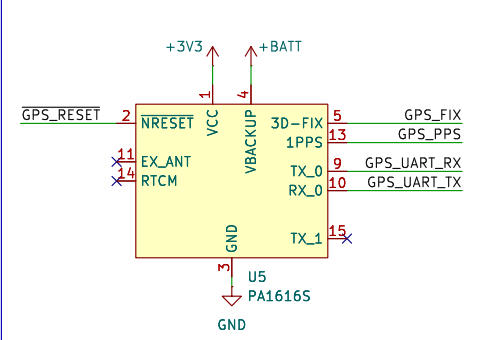 +3V3
+BATT
1
4
GPS_RESET
2
NRESET
VCC
VBACKUP
3D-FIX
5
GPS_FIX
1PPS
13
GPS_PPS
11
EX_ANT
TX_0
9
GPS_UART_RX
14
RTCM
RX_0
10
GPS_UART_TX
GND
TX_1
15
3
U5
PA1616S
GND